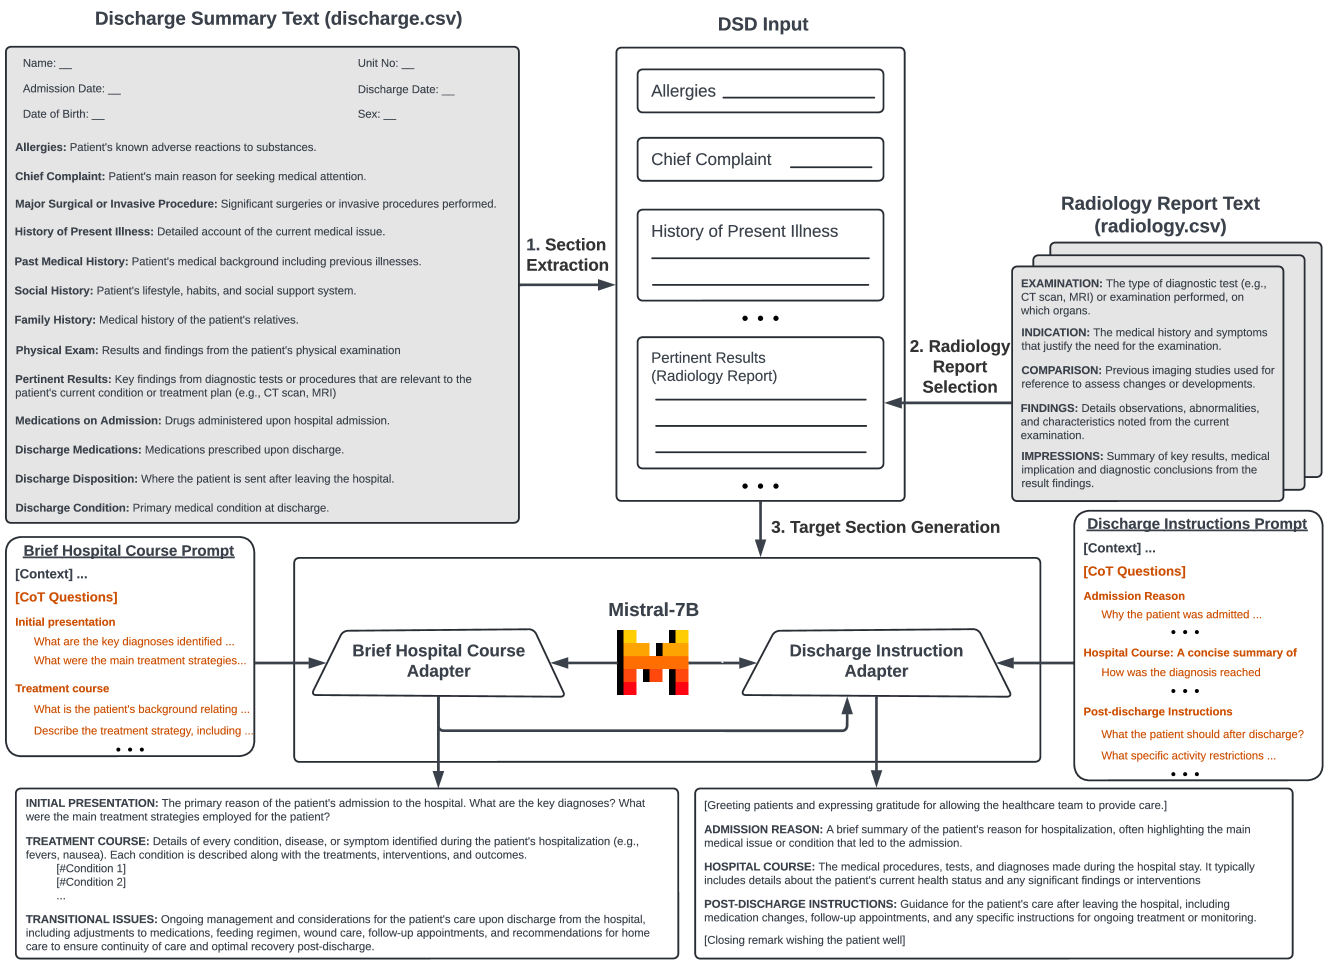 Discharge Summary Text (discharge.csv)
Name: __
Unit No: __
Admission Date: __
Discharge Date: __
Date of Birth: __
Sex: __
Allergies: Patient's known adverse reactions to substances.
Chief Complaint: Patient's main reason for seeking medical attention.
Major Surgical or Invasive Procedure: Significant surgeries or invasive procedures performed.
History of Present Illness: Detailed account of the current medical issue.
Past Medical History: Patient's medical background including previous illnesses.
Social History: Patient's lifestyle, habits, and social support system.
Family History: Medical history of the patient's relatives.
Physical Exam: Results and findings from the patient's physical examination
Pertinent Results: Key findings from diagnostic tests or procedures that are relevant to the
patient's current condition or treatment plan (e.g., CT scan, MRI)
Medications on Admission: Drugs administered upon hospital admission.
Discharge Medications: Medications prescribed upon discharge.
Discharge Disposition: Where the patient is sent after leaving the hospital.
Discharge Condition: Primary medical condition at discharge.
1. Section
Extraction
DSD Input
Allergies
Chief Complaint
History of Present Illness
• • •
Pertinent Results
(Radiology Report)
• • •
2. Radiology
Report
Selection
Radiology Report Text
(radiology.csv)
EXAMINATION: The type of diagnostic test (e.g.,
CT scan, MRI) or examination performed, on
which organs.
INDICATION: The medical history and symptoms
that justify the need for the examination.
COMPARISON: Previous imaging studies used for
reference to assess changes or developments.
FINDINGS: Details observations, abnormalities,
and characteristics noted from the current
examination.
IMPRESSIONS: Summary of key results, medical
implication and diagnostic conclusions from the
result findings.
3. Target Section Generation
Brief Hospital Course Prompt
[Context] ...
[CoT Questions]
Initial presentation
What are the key diagnoses identified ...
What were the main treatment strategies...
Treatment course
What is the patient's background relating ...
Describe the treatment strategy, including ...
• • •
Mistral-7B
Brief Hospital Course
Adapter
Discharge Instruction
Adapter
Discharge Instructions Prompt
[Context] ...
[CoT Questions]
Admission Reason
Why the patient was admitted ...
• • •
Hospital Course: A concise summary of
How was the diagnosis reached
• • •
Post-discharge Instructions
What the patient should after discharge?
What specific activity restrictions ...
• • •
INITIAL PRESENTATION: The primary reason of the patient's admission to the hospital. What are the key diagnoses? What
were the main treatment strategies employed for the patient?
TREATMENT COURSE: Details of every condition, disease, or symptom identified during the patient's hospitalization (e.g.,
fevers, nausea). Each condition is described along with the treatments, interventions, and outcomes.
[#Condition 1]
[#Condition 2]
...
TRANSITIONAL ISSUES: Ongoing management and considerations for the patient's care upon discharge from the hospital,
including adjustments to medications, feeding regimen, wound care, follow-up appointments, and recommendations for home
care to ensure continuity of care and optimal recovery post-discharge.
[Greeting patients and expressing gratitude for allowing the healthcare team to provide care.]
ADMISSION REASON: A brief summary of the patient's reason for hospitalization, often highlighting the main
medical issue or condition that led to the admission.
HOSPITAL COURSE: The medical procedures, tests, and diagnoses made during the hospital stay. It typically
includes details about the patient's current health status and any significant findings or interventions
POST-DISCHARGE INSTRUCTIONS: Guidance for the patient's care after leaving the hospital, including
medication changes, follow-up appointments, and any specific instructions for ongoing treatment or monitoring.
[Closing remark wishing the patient well]